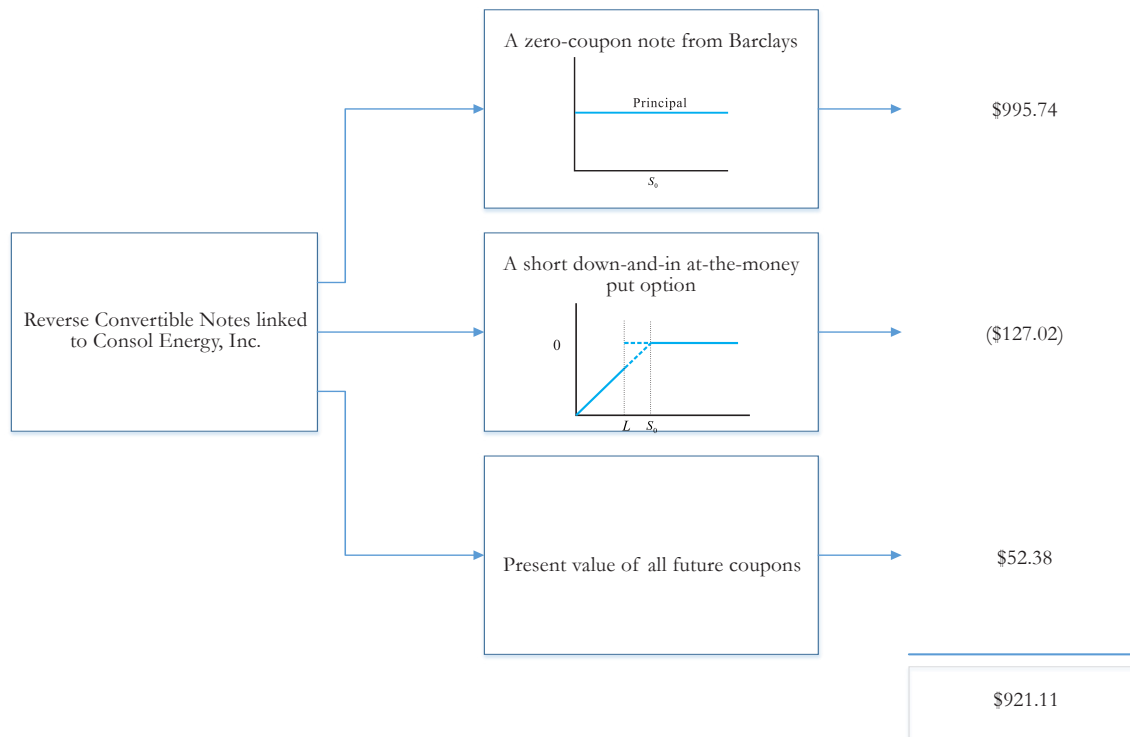 A zero-coupon note from Barclays
Principal
S₀
$995.74
Reverse Convertible Notes linked
to Consol Energy, Inc.
A short down-and-in at-the-money
put option
0
L S₀
($127.02)
Present value of all future coupons
$52.38
$921.11